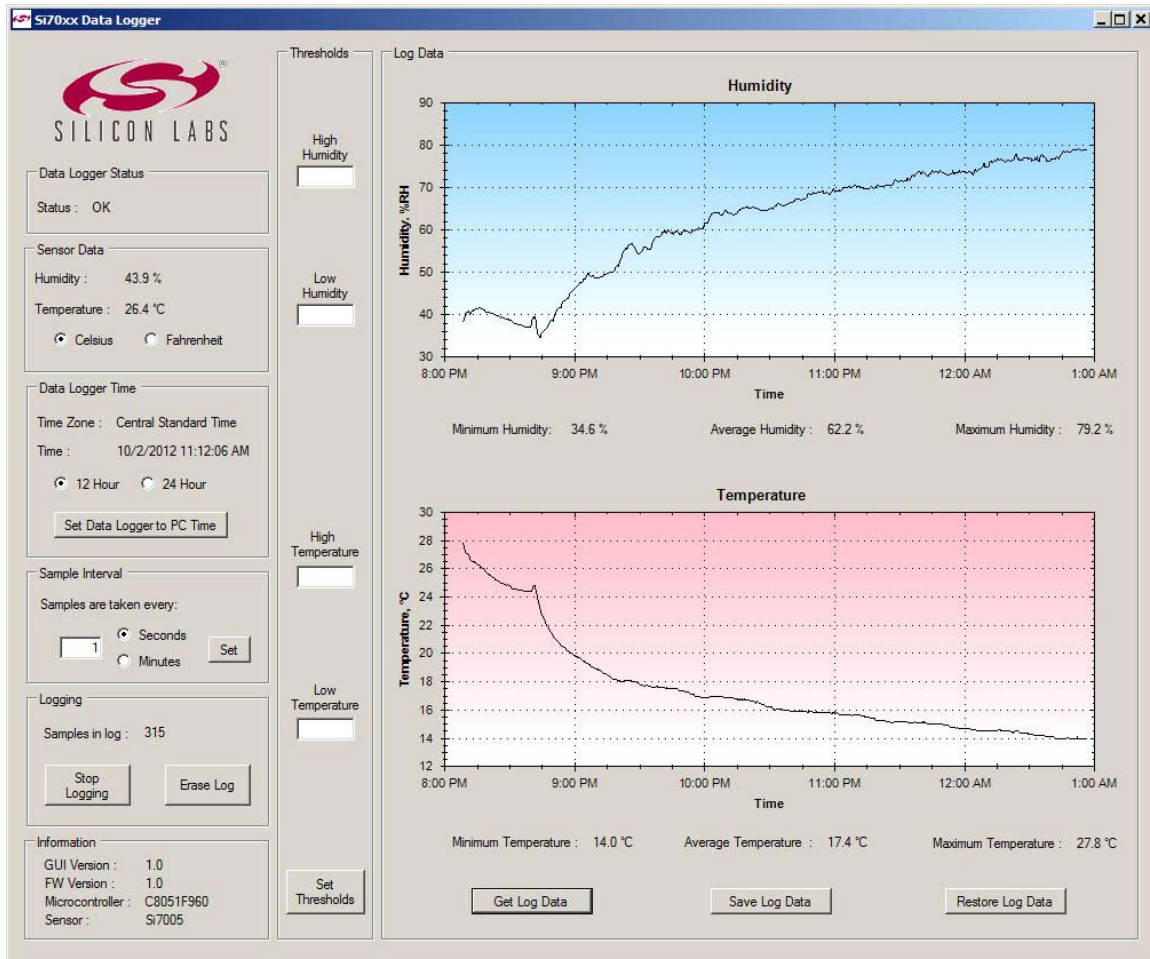 Si70xx Data Logger
SILICON LABS
®
Data Logger Status
Status : OK
Sensor Data
Humidity : 43.9 %
Temperature : 26.4 °C
Celsius Fahrenheit
Data Logger Time
Time Zone : Central Standard Time
Time : 10/2/2012 11:12:06 AM
12 Hour 24 Hour
Set Data Logger to PC Time
Sample Interval
Samples are taken every:
1 Seconds
Minutes
Set
Logging
Samples in log : 315
Stop
Logging
Erase Log
Information
GUI Version : 1.0
FW Version : 1.0
Microcontroller : C8051F960
Sensor : Si7005
Thresholds
High
Humidity
Low
Humidity
High
Temperature
Low
Temperature
Set
Thresholds
Log Data
Humidity
Humidity. %RH
90
80
70
60
50
40
30
8:00 PM 9:00 PM 10:00 PM 11:00 PM 12:00 AM 1:00 AM
Time
Minimum Humidity: 34.6 % Average Humidity : 62.2 % Maximum Humidity : 79.2 %
Temperature
Temperature, °C
30
28
26
24
22
20
18
16
14
12
8:00 PM 9:00 PM 10:00 PM 11:00 PM 12:00 AM 1:00 AM
Time
Minimum Temperature : 14.0 °C Average Temperature : 17.4 °C Maximum Temperature : 27.8 °C
Get Log Data Save Log Data Restore Log Data